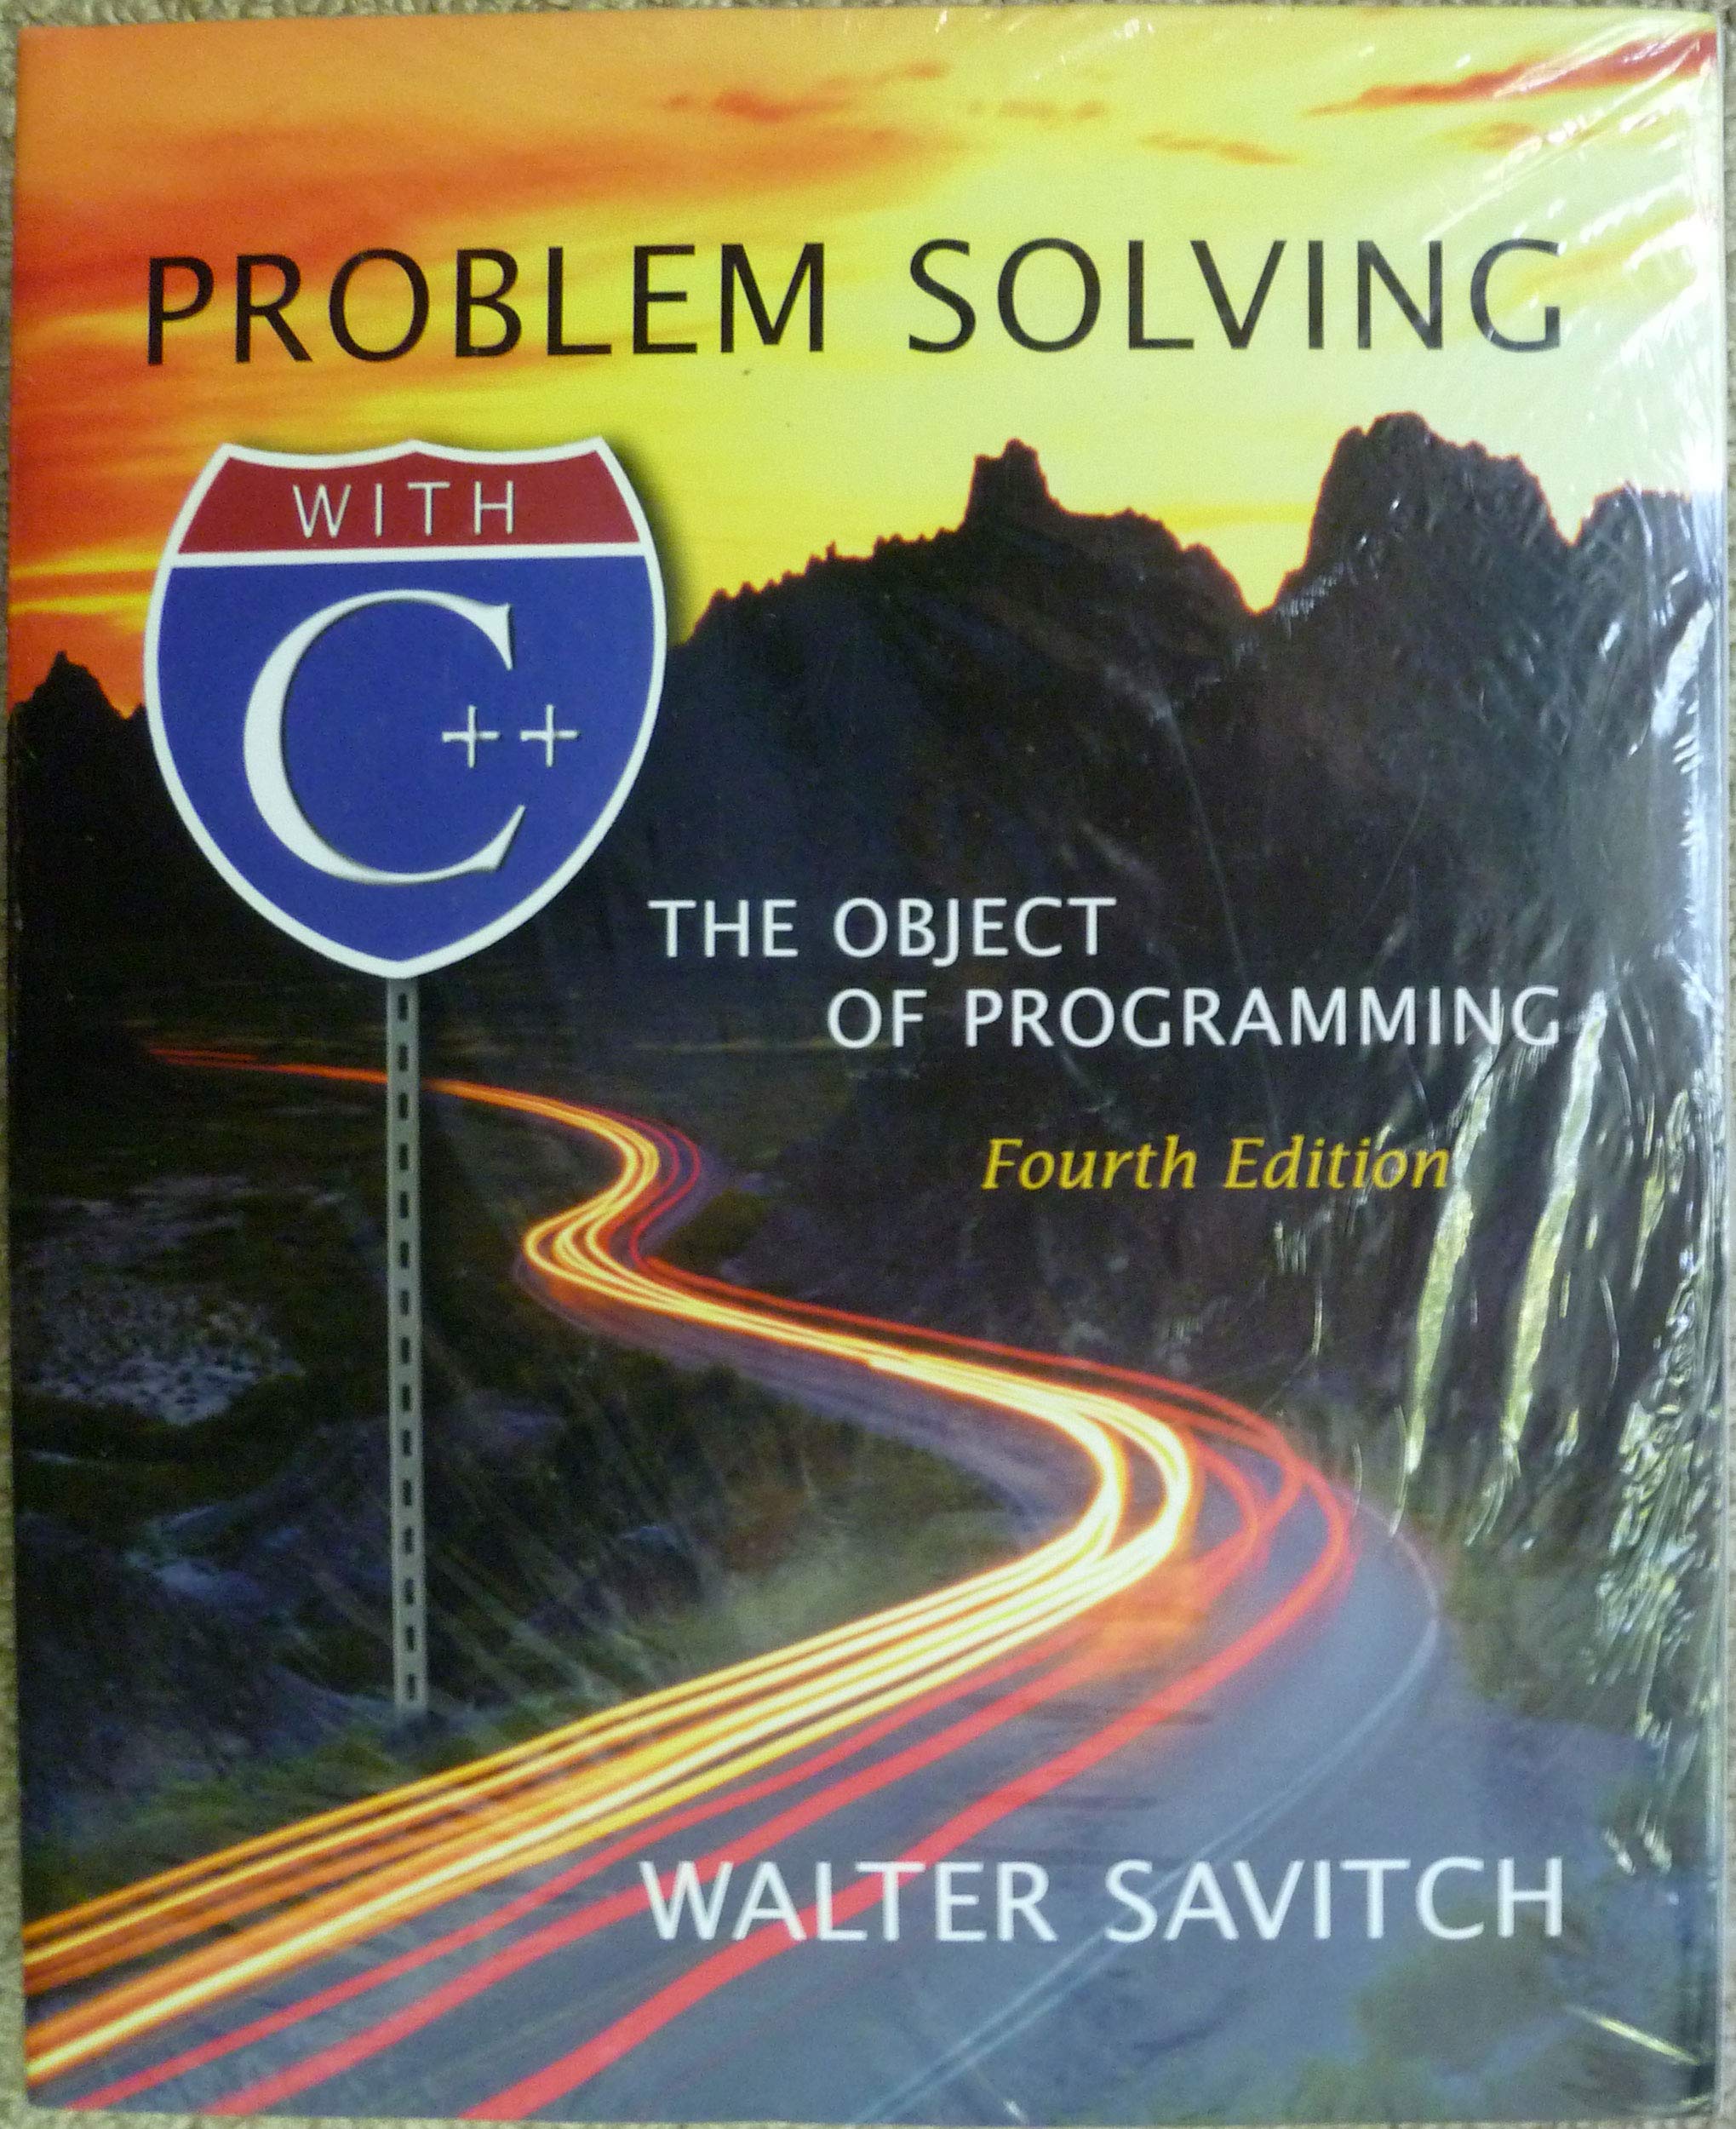 PROBLEM SOLVING
WITH
C++
THE OBJECT
OF PROGRAMMING
Fourth Edition
WALTER SAVITCH